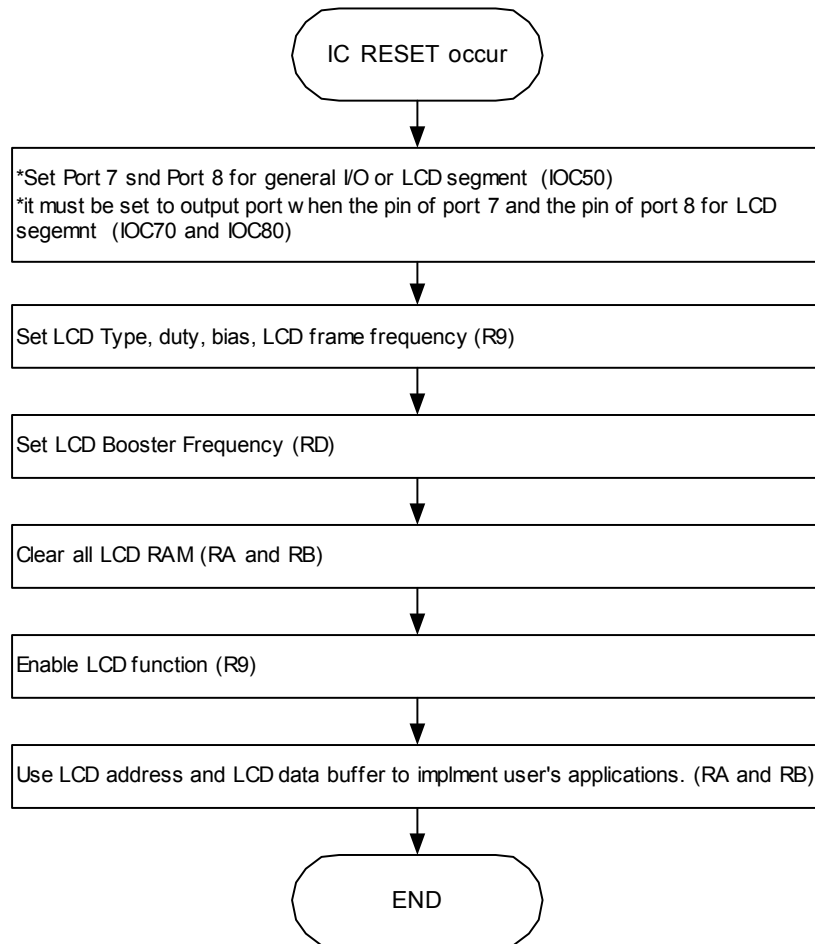 IC RESET occur
*Set Port 7 snd Port 8 for general I/O or LCD segment (IOC50)
*it must be set to output port when the pin of port 7 and the pin of port 8 for LCD
segemnt (IOC70 and IOC80)
Set LCD Type, duty, bias, LCD frame frequency (R9)
Set LCD Booster Frequency (RD)
Clear all LCD RAM (RA and RB)
Enable LCD function (R9)
Use LCD address and LCD data buffer to implment user's applications. (RA and RB)
END